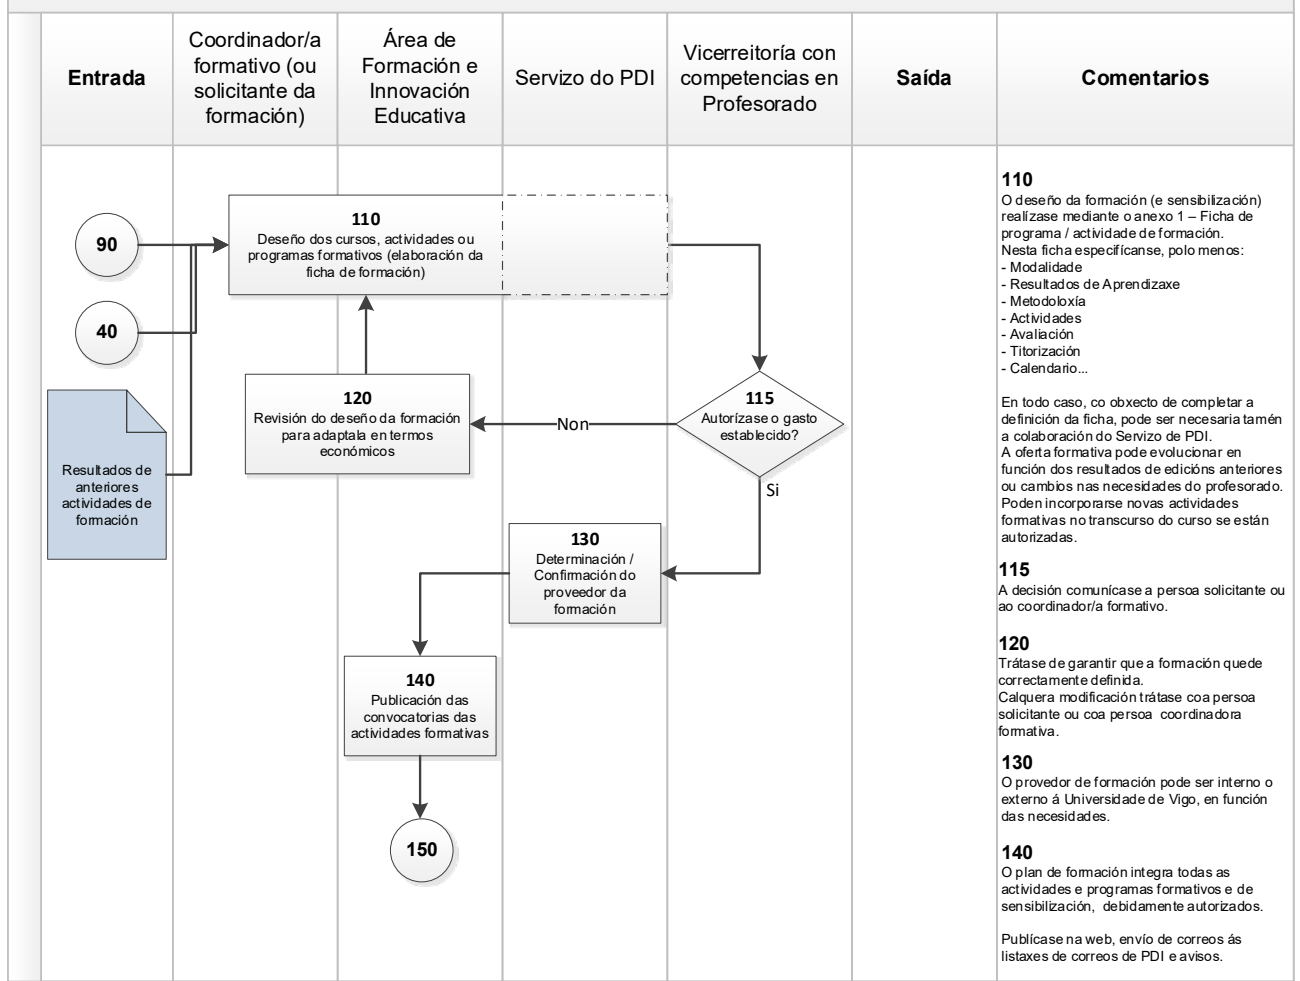 Entrada
Coordinador/a
formativo (ou
solicitante da
formación)
Área de
Formación e
Innovación
Educativa
Servizo do PDI
Vicerreitoría con
competencias en
Profesorado
Saída
Comentarios
90
40
Resultados de
anteriores
actividades de
formación
110
Deseño dos cursos, actividades ou
programas formativos (elaboración da
ficha de formación)
120
Revisión do deseño da formación
para adaptala en termos
económicos
Non
115
Autorízase o gasto
establecido?
Si
130
Determinación /
Confirmación do
proveedor da
formación
140
Publicación das
convocatorias das
actividades formativas
150
110
O deseño da formación (e sensibilización)
realízase mediante o anexo 1 – Ficha de
programa / actividade de formación.
Nesta ficha especifícanse, polo menos:
- Modalidade
- Resultados de Aprendizaxe
- Metodoloxía
- Actividades
- Avaliación
- Titorización
- Calendario...
En todo caso, co obxecto de completar a
definición da ficha, pode ser necesaria tamén
a colaboración do Servizo de PDI.
A oferta formativa pode evolucionar en
función dos resultados de edicións anteriores
ou cambios nas necesidades do profesorado.
Poden incorporarse novas actividades
formativas no transcurso do curso se están
autorizadas.
115
A decisión comunícase a persoa solicitante ou
ao coordinador/a formativo.
120
Trátase de garantir que a formación quede
correctamente definida.
Calquera modificación trátase coa persoa
solicitante ou coa persoa coordinadora
formativa.
130
O provedor de formación pode ser interno o
externo á Universidade de Vigo, en función
das necesidades.
140
O plan de formación integra todas as
actividades e programas formativos e de
sensibilización, debidamente autorizados.
Publícase na web, envío de correos ás
listaxes de correos de PDI e avisos.